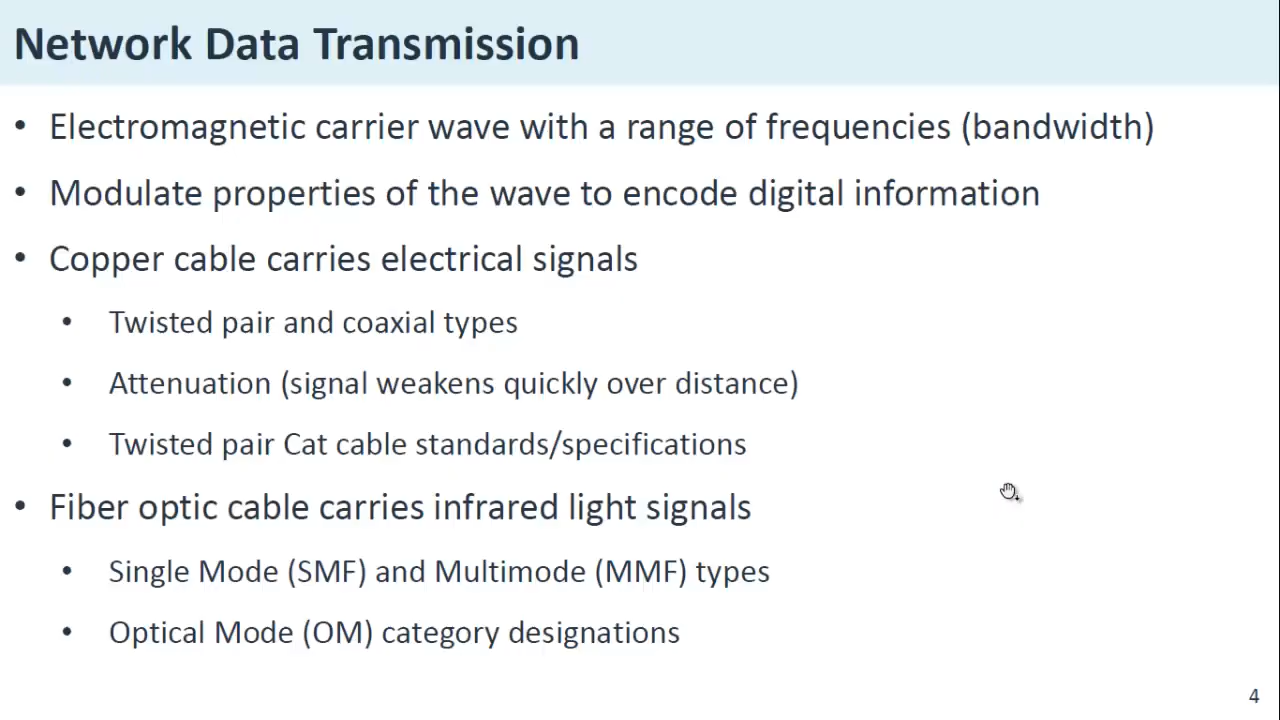 Network Data Transmission
• Electromagnetic carrier wave with a range of frequencies (bandwidth)
• Modulate properties of the wave to encode digital information
• Copper cable carries electrical signals
• Twisted pair and coaxial types
• Attenuation (signal weakens quickly over distance)
• Twisted pair Cat cable standards/specifications
• Fiber optic cable carries infrared light signals
• Single Mode (SMF) and Multimode (MMF) types
• Optical Mode (OM) category designations
4